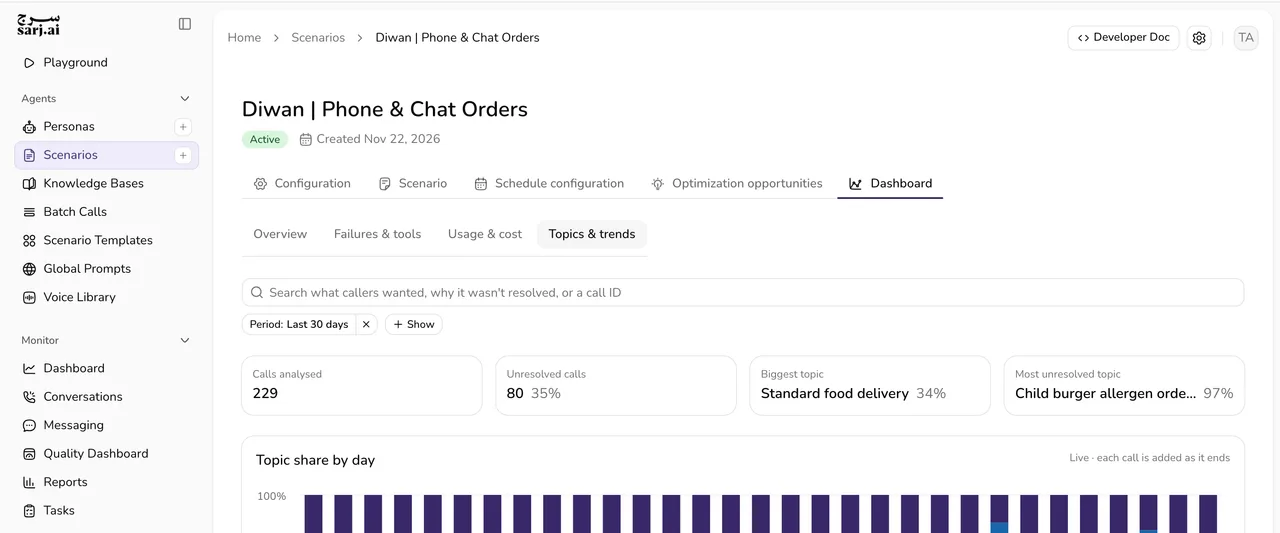 سرج
sarj.ai
Playground
Agents
Personas
Scenarios
Knowledge Bases
Batch Calls
Scenario Templates
Global Prompts
Voice Library
Monitor
Dashboard
Conversations
Messaging
Quality Dashboard
Reports
Tasks
Home > Scenarios > Diwan | Phone & Chat Orders
Developer Doc
TA
Diwan | Phone & Chat Orders
Active Created Nov 22, 2026
Configuration Scenario Schedule configuration Optimization opportunities Dashboard
Overview Failures & tools Usage & cost Topics & trends
Search what callers wanted, why it wasn't resolved, or a call ID
Period: Last 30 days × + Show
Calls analysed
229
Unresolved calls
80 35%
Biggest topic
Standard food delivery 34%
Most unresolved topic
Child burger allergen orde... 97%
Topic share by day
Live · each call is added as it ends
100%